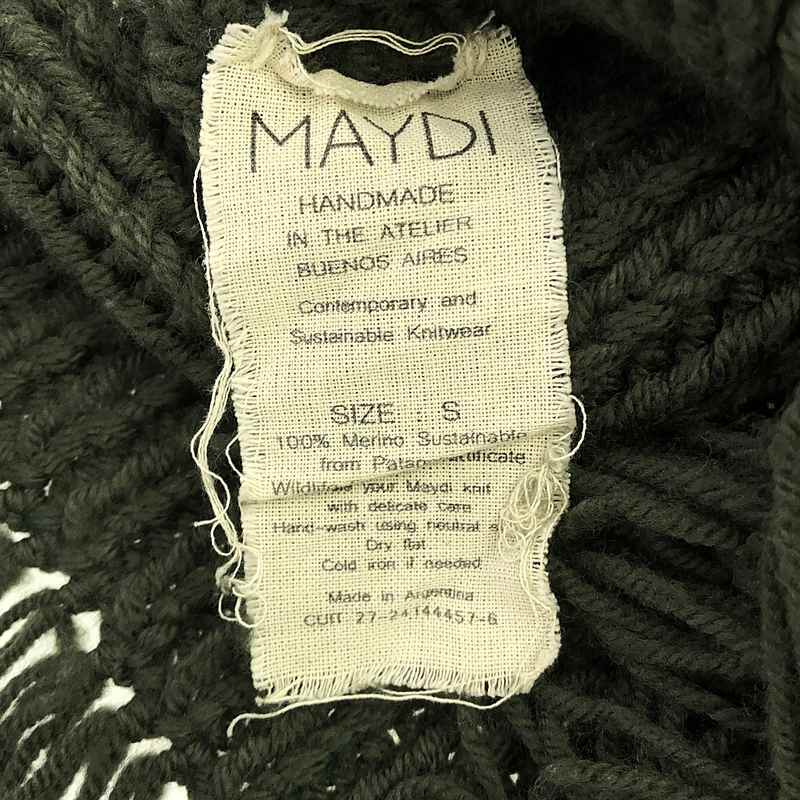 MAYDI
HANDMADE
IN THE ATELIER
BUENOS AIRES
Contemporary and
Sustainable Knitwear
SIZE : S
100% Merino Sustainable
from
your Maydi knit
with delicate care
Hand-wash using neutral
Dry flat
Cold iron if needed
Made in Argentina
CUIT 27-24144457-6